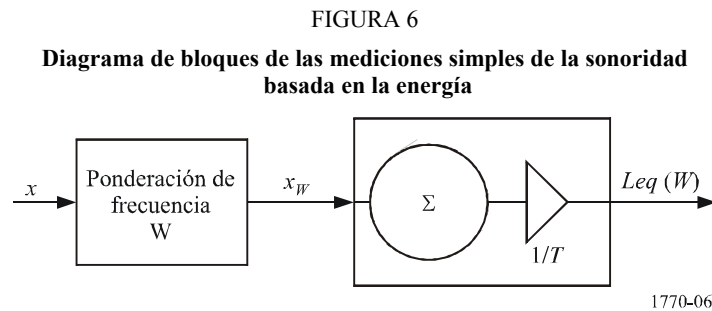 FIGURA 6
Diagrama de bloques de las mediciones simples de la sonoridad
basada en la energía
x
Ponderación de
frecuencia
W
x_W
Σ
1/T
Leq (W)
1770-06